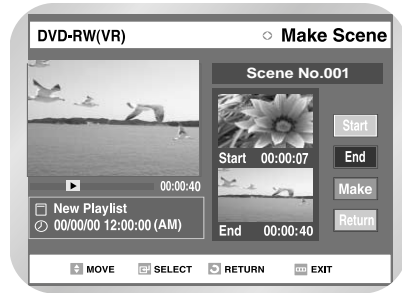 DVD-RW(VR)
Make Scene
Scene No.001
Start 00:00:07
End 00:00:40
Start
End
Make
Return
00:00:40
New Playlist
00/00/00 12:00:00 (AM)
MOVE SELECT RETURN EXIT